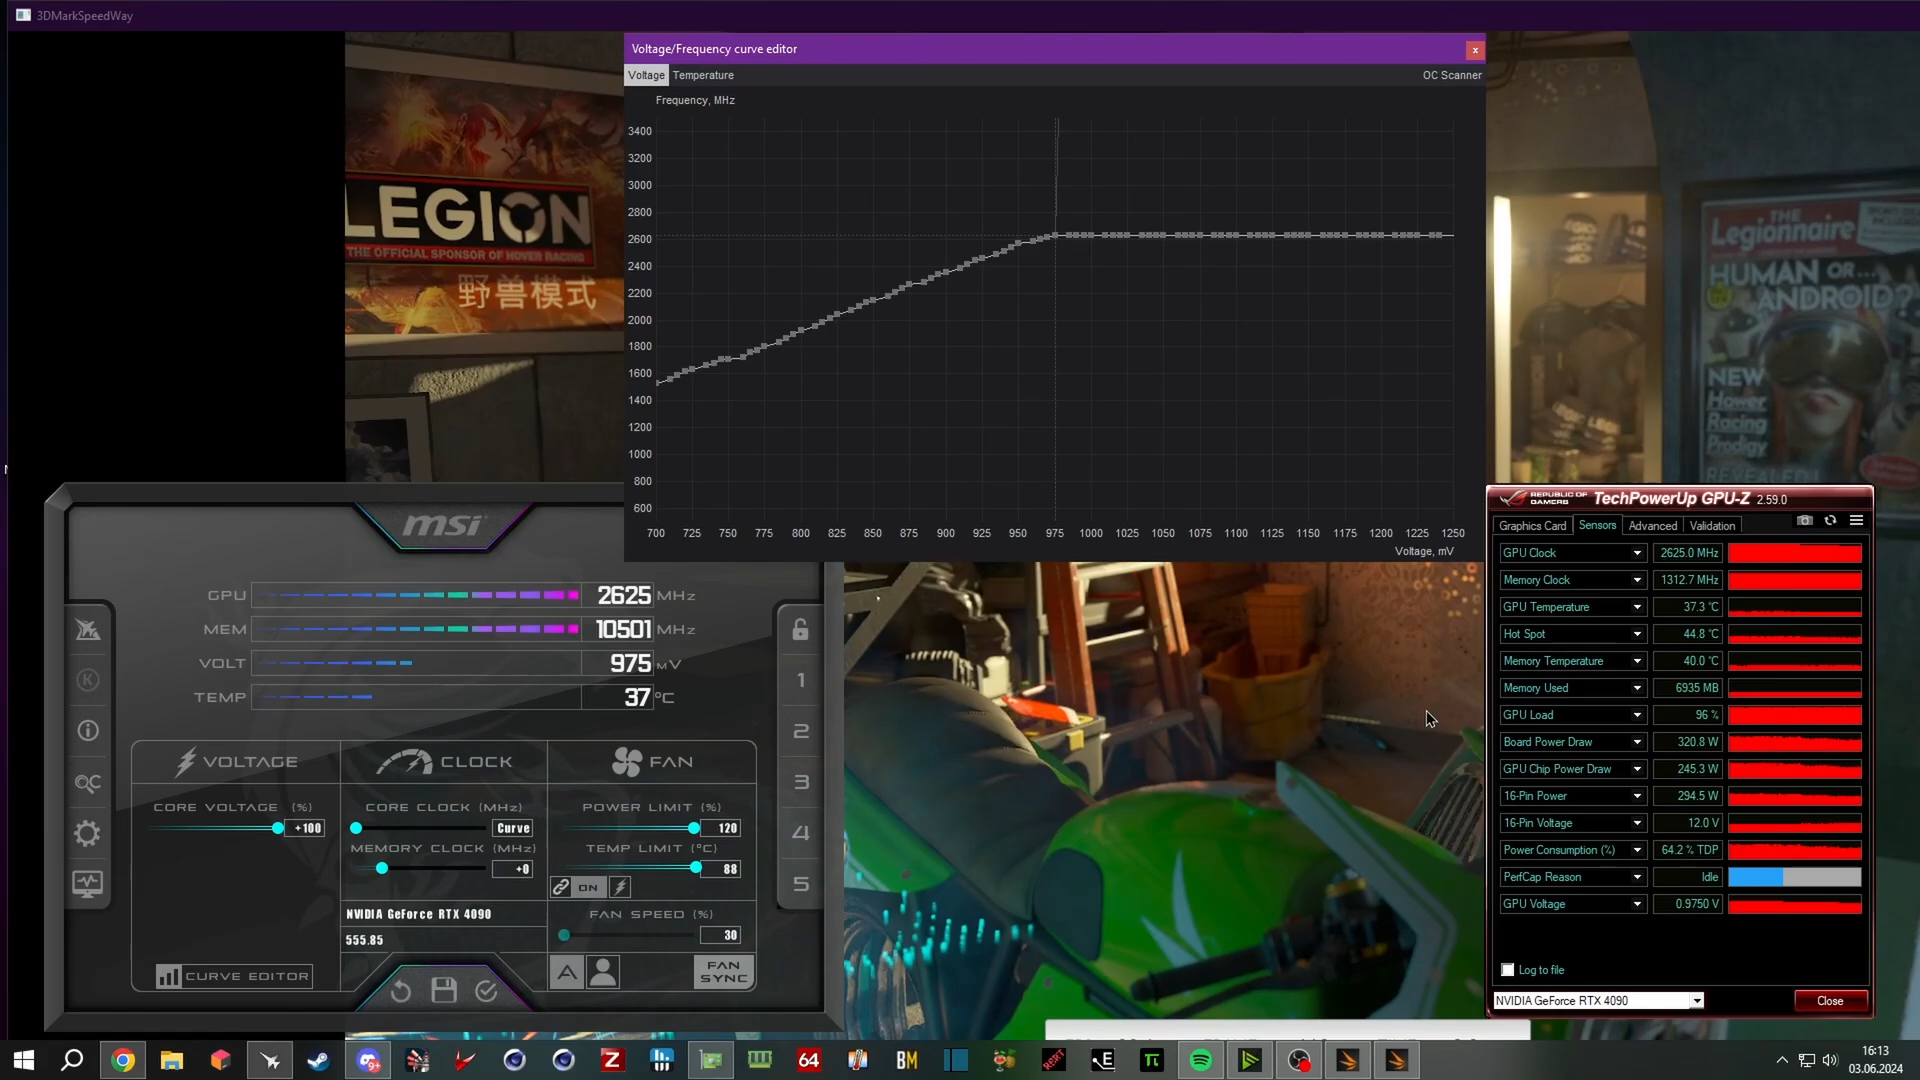 3DMarkSpeedWay
LEGION
THE OFFICIAL SPONSOR OF HOVER RACING
野兽模式
Voltage/Frequency curve editor
x
Voltage
Temperature
OC Scanner
Frequency, MHz
3400
3200
3000
2800
2600
2400
2200
2000
1800
1600
1400
1200
1000
800
600
700 725 750 775 800 825 850 875 900 925 950 975 1000 1025 1050 1075 1100 1125 1150 1175 1200 1225 1250
Voltage, mV
THE
Legionnaire
HUMAN OR...
ANDROID?
NEW
Hover
Racing
Prodigy
REVEALED!
msi
GPU 2625 MHz
MEM 10501 MHz
VOLT 975 MV
TEMP 37 °C
K
1
2
3
4
5
VOLTAGE
CORE VOLTAGE (%)
+100
CURVE EDITOR
CLOCK
CORE CLOCK (MHz)
Curve
MEMORY CLOCK (MHz)
+0
NVIDIA GeForce RTX 4090
555.85
FAN
POWER LIMIT (%)
120
TEMP LIMIT (°C)
88
ON
FAN SPEED (%)
30
A
FAN
SYNC
REPUBLIC OF
GAMERS
TechPowerUp GPU-Z 2.59.0
Graphics Card Sensors Advanced Validation
GPU Clock 2625.0 MHz
Memory Clock 1312.7 MHz
GPU Temperature 37.3 °C
Hot Spot 44.8 °C
Memory Temperature 40.0 °C
Memory Used 6935 MB
GPU Load 96 %
Board Power Draw 320.8 W
GPU Chip Power Draw 245.3 W
16-Pin Power 294.5 W
16-Pin Voltage 12.0 V
Power Consumption (%) 64.2 % TDP
PerfCap Reason Idle
GPU Voltage 0.9750 V
Log to file
NVIDIA GeForce RTX 4090
Close
9+
Z
64
BM
E
16:13
03.06.2024